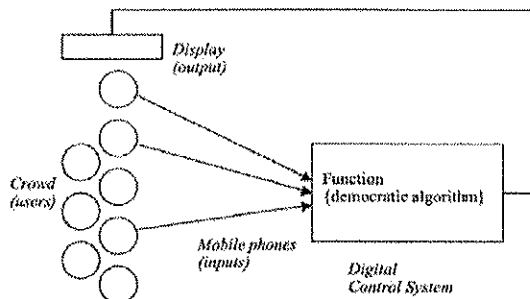 Display
(output)
Crowd
(users)
Function
{democratic algorithm}
Mobile phones
(inputs)
Digital
Control System